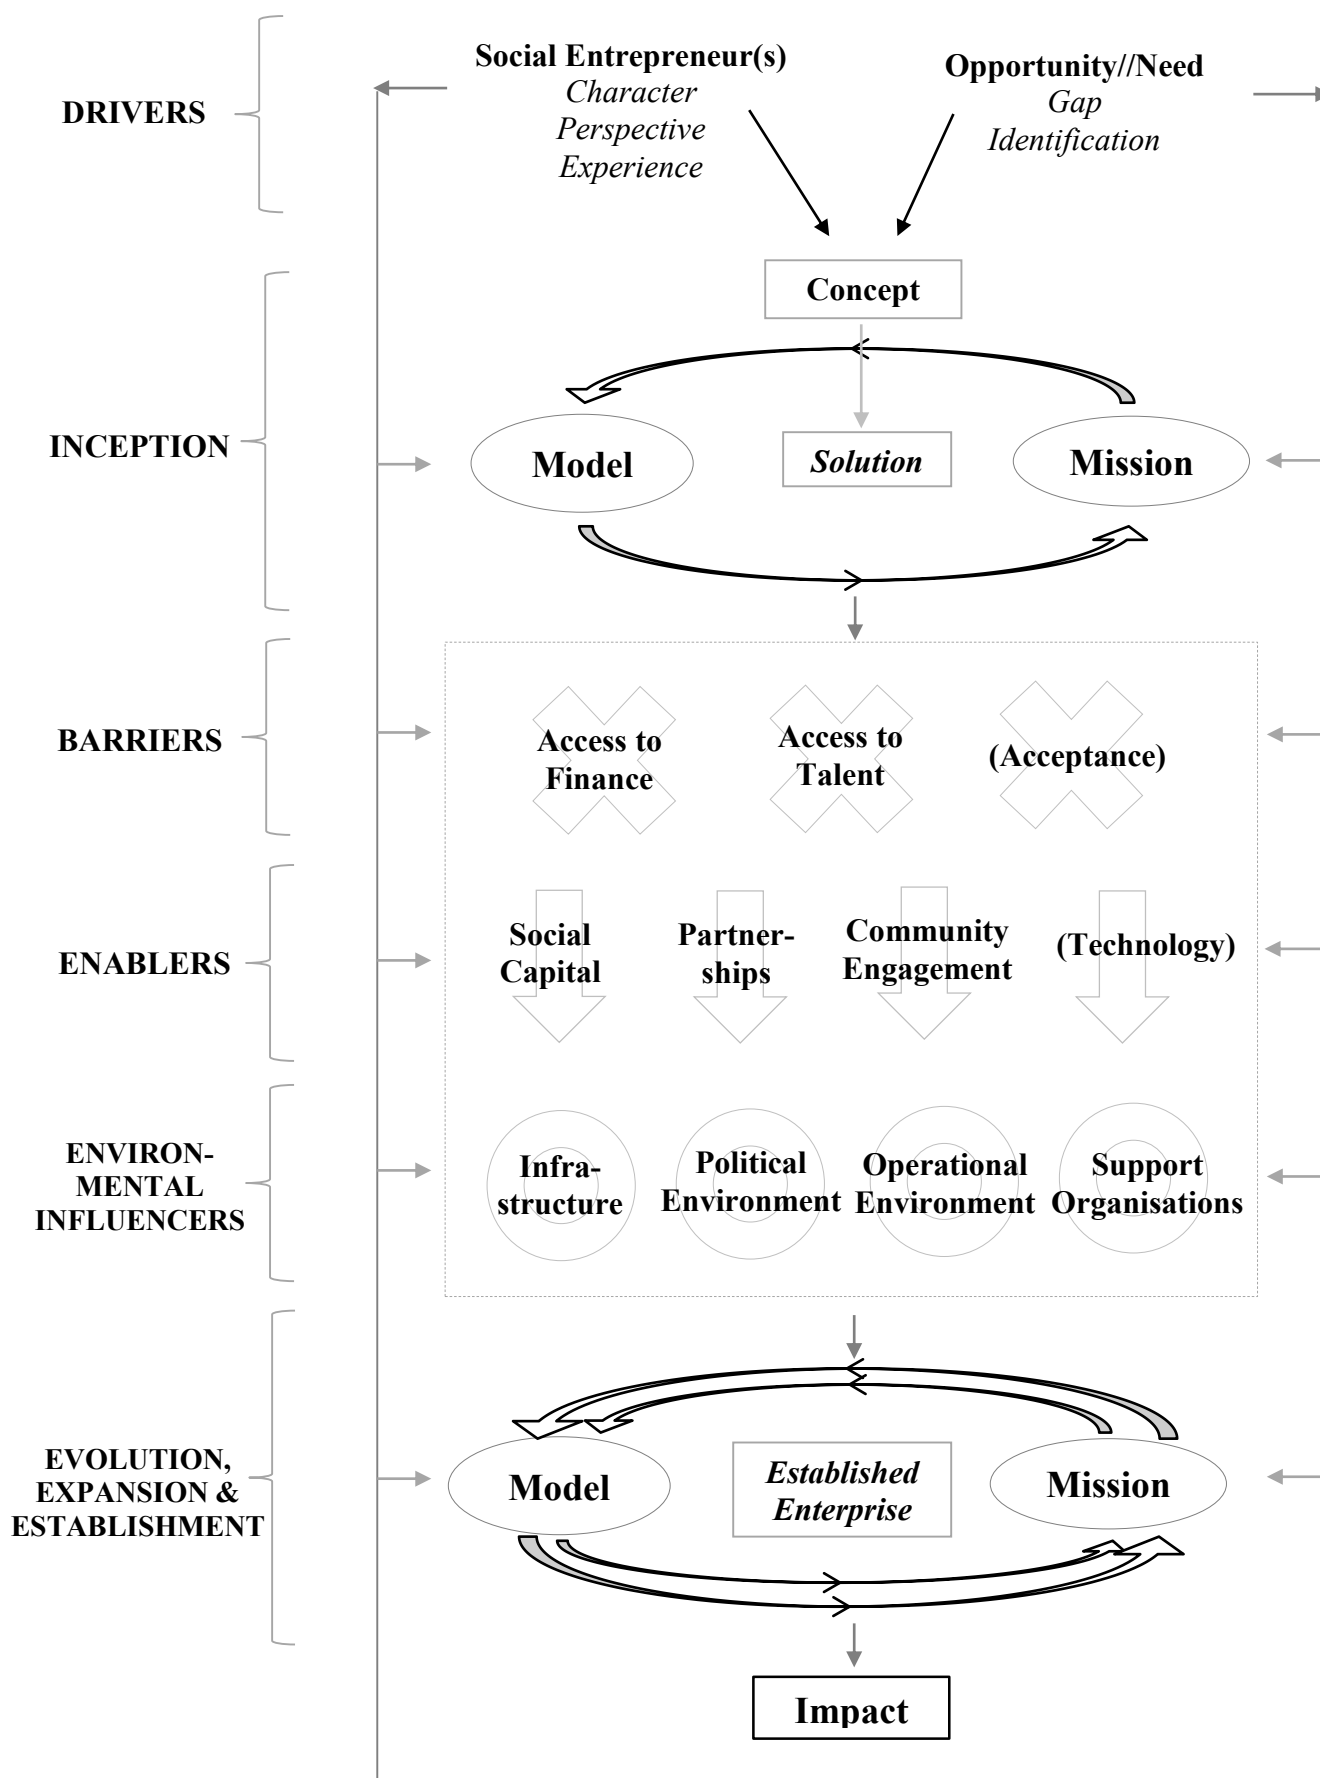 DRIVERS
Social Entrepreneur(s)
Character
Perspective
Experience
Opportunity//Need
Gap
Identification
INCEPTION
Concept
Model
Solution
Mission
BARRIERS
Access to
Finance
Access to
Talent
(Acceptance)
ENABLERS
Social
Capital
Partner-
ships
Community
Engagement
(Technology)
ENVIRON-
MENTAL
INFLUENCERS
Infra-
structure
Political
Environment
Operational
Environment
Support
Organisations
EVOLUTION,
EXPANSION &
ESTABLISHMENT
Model
Established
Enterprise
Mission
Impact